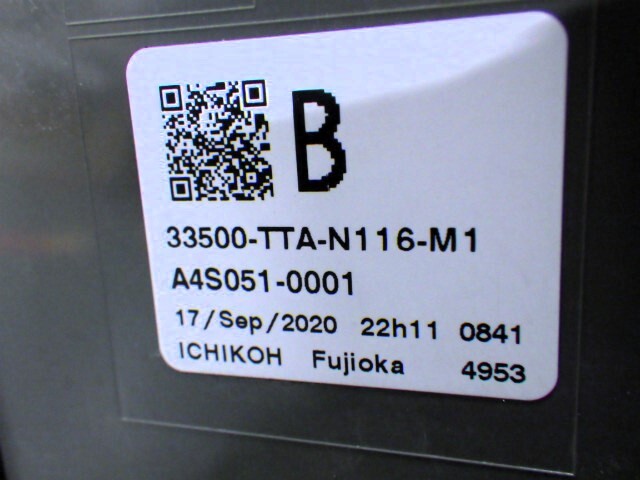 B
33500-TTA-N116-M1
A4S051-0001
17/Sep/2020 22h11 0841
ICHIKOH Fujioka 4953